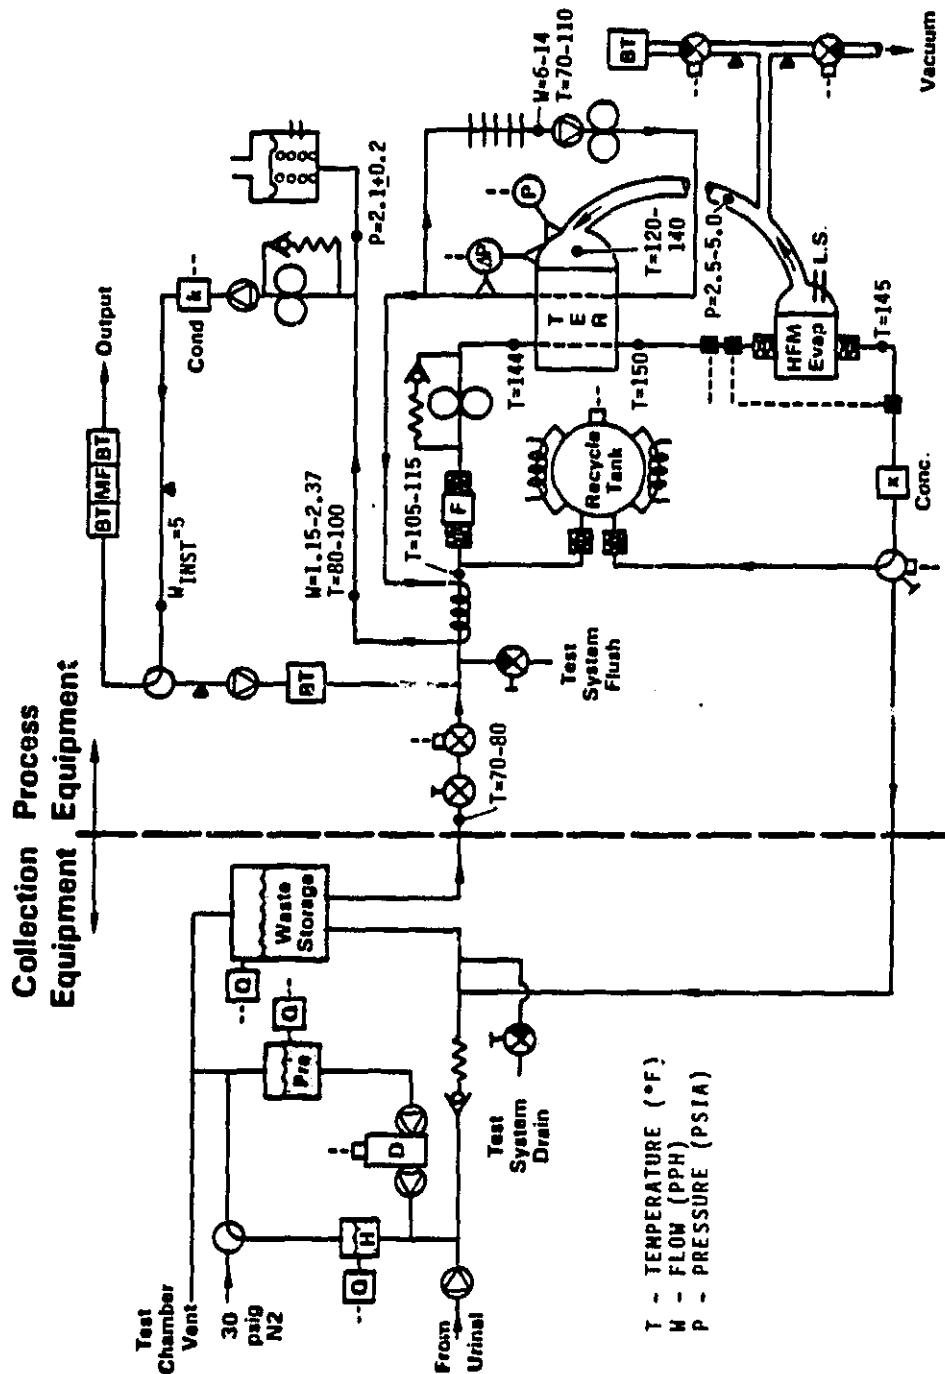 Collection
Equipment
Process
Equipment
Test
Chamber
Vent
30
psig
N2
Q
H
From
Urinal
D
Pre
Q
Q
Waste
Storage
Test
System
Drain
T=70-80
Test
System
Flush
BT
W INST=5
BT MF BT
Output
Cond
k
W=1.15-2.37
T=80-100
P=2.1±0.2
T=105-115
F
T=144
T=150
Recycle
Tank
ΔP
P
T E R
T=120-
140
W=6-14
T=70-110
P=2.5-5.0
L.S.
HFM
Evap
T=145
Conc.
BT
Vacuum
T - TEMPERATURE (°F)
W - FLOW (PPH)
P - PRESSURE (PSIA)